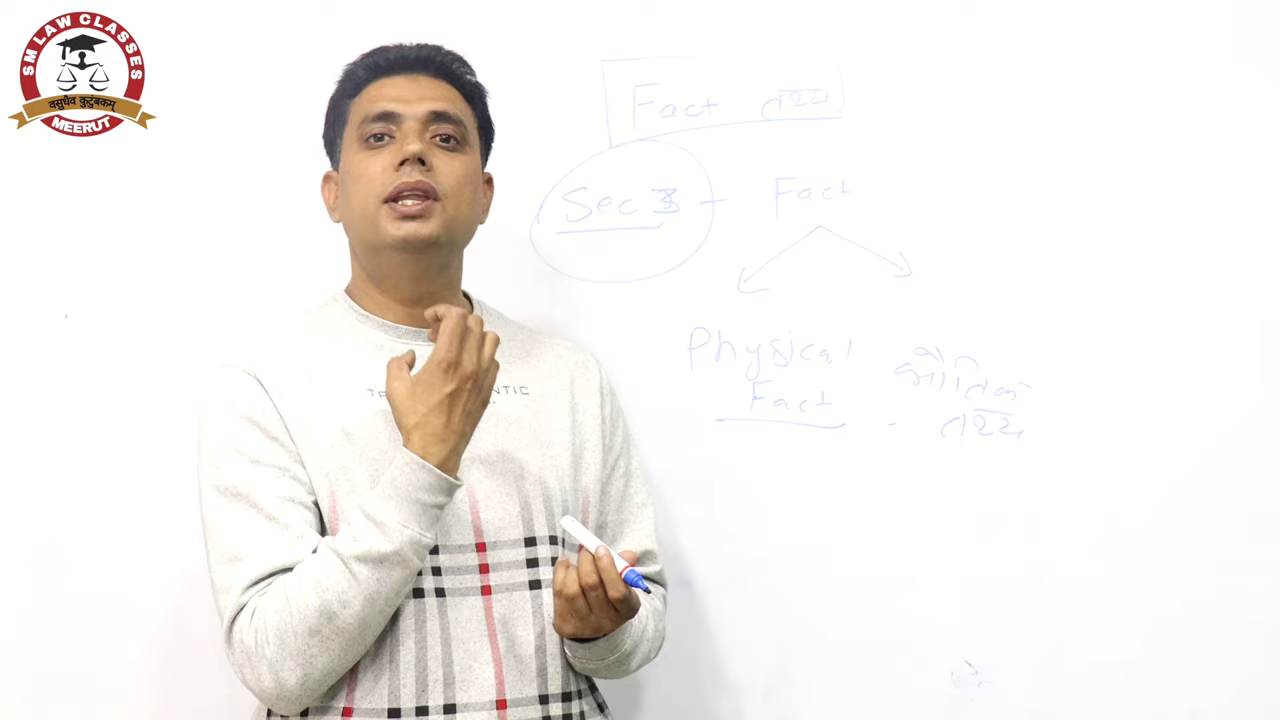 SM LAW CLASSES
वसुधैव कुटुंबकम्
MEERUT
Fact तथ्य
Sec 3 - Fact
Physical भौतिक
Fact - तथ्य